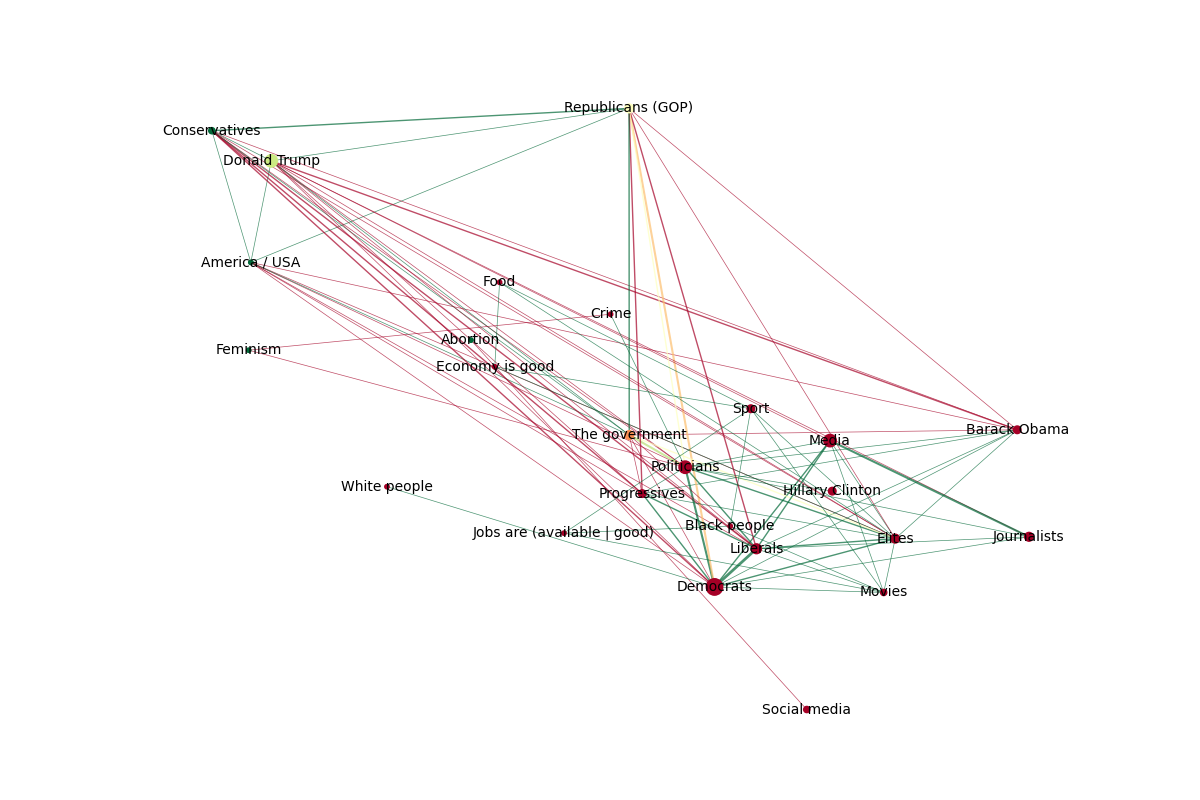 Republicans (GOP)
Conservatives
Donald Trump
America / USA
Food
Crime
Abortion
Feminism
Economy is good
Sport
Barack Obama
The government
Media
Politicians
White people
Hillary Clinton
Progressives
Black people
Jobs are (available | good)
Journalists
Elites
Liberals
Democrats
Movies
Social media